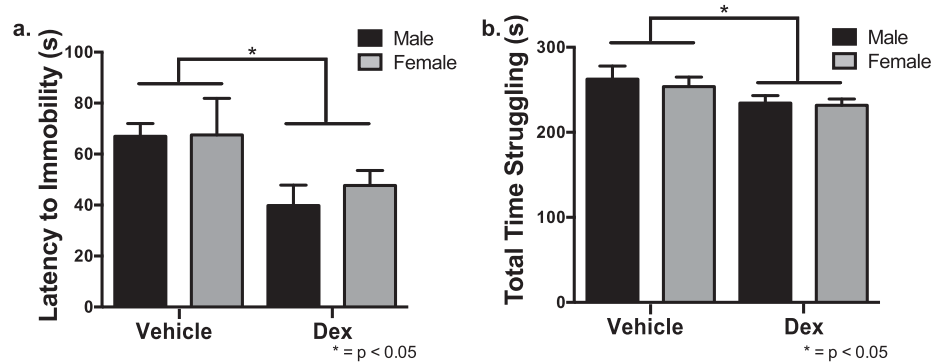 a.
Latency to Immobility (s)
100
80
60
40
20
0
*
Male
Female
Vehicle
Dex
* = p < 0.05
b.
Total Time Struggling (s)
300
200
100
0
*
Male
Female
Vehicle
Dex
* = p < 0.05